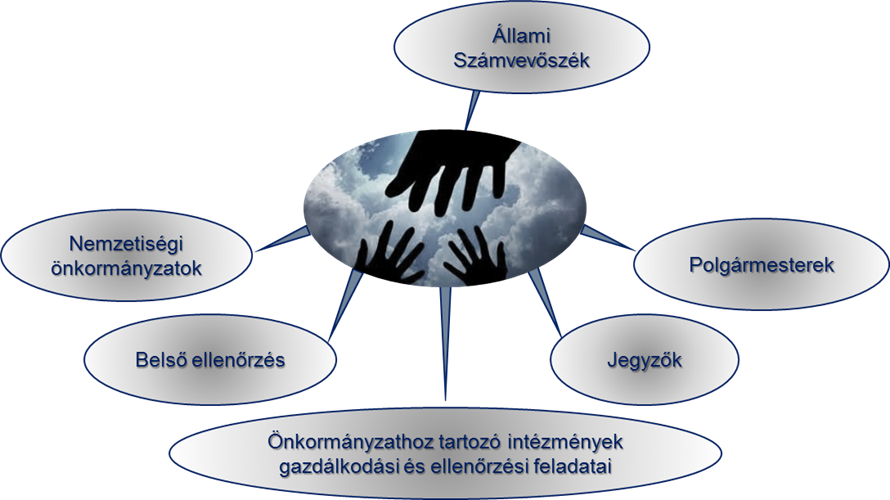 Állami
Számvevőszék
Nemzetiségi
önkormányzatok
Polgármesterek
Belső ellenőrzés
Jegyzők
Önkormányzathoz tartozó intézmények
gazdálkodási és ellenőrzési feladatai